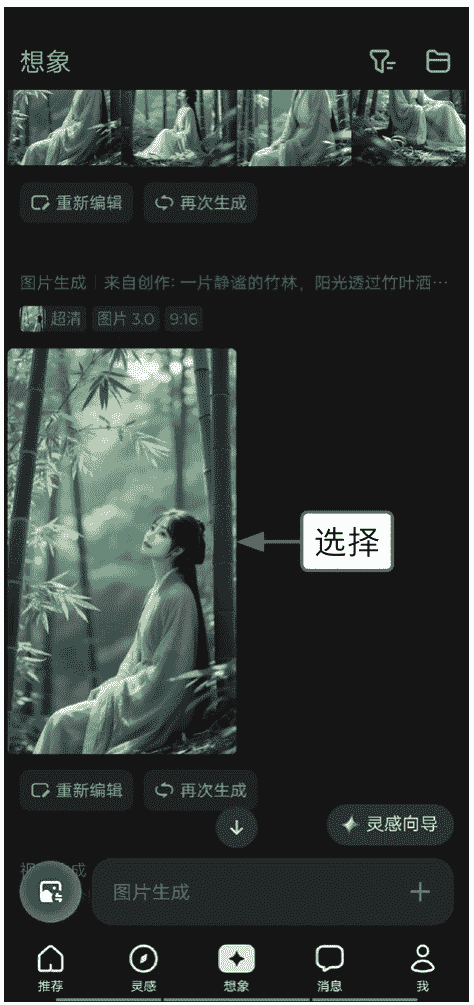 想象
重新编辑 再次生成
图片生成 | 来自创作: 一片静谧的竹林，阳光透过竹叶洒…
超清 图片 3.0 9:16
选择
重新编辑 再次生成
灵感向导
图片生成
推荐 灵感 想象 消息 我